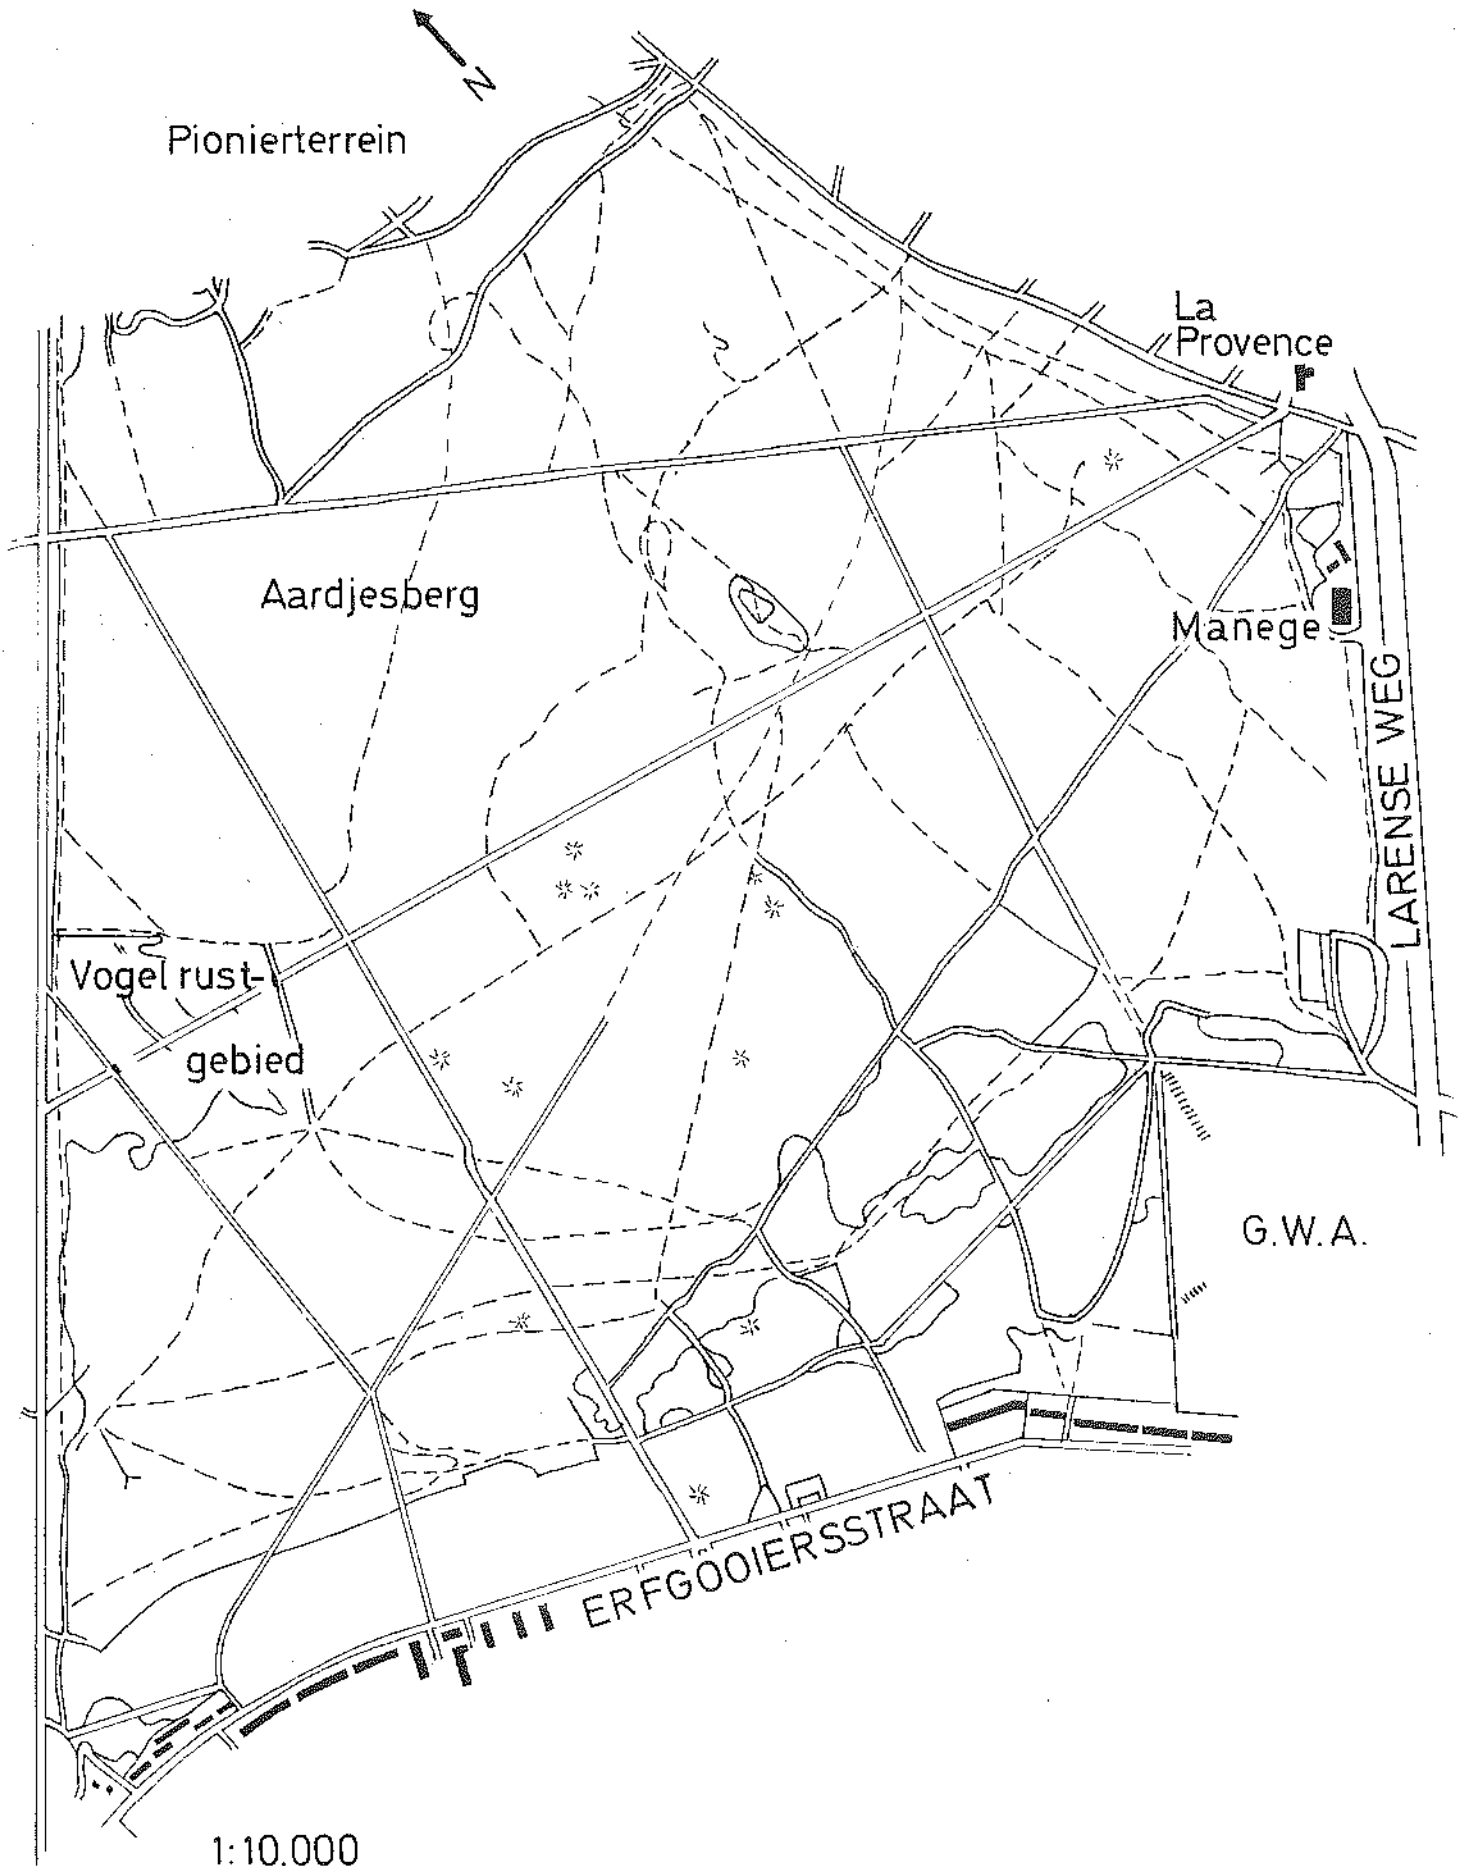 N
Pionierterrein
La
Provence
Aardjesberg
Manege
LARENSE WEG
Vogel rust-
gebied
G.W.A.
ERFGOOIERSSTRAAT
1:10.000